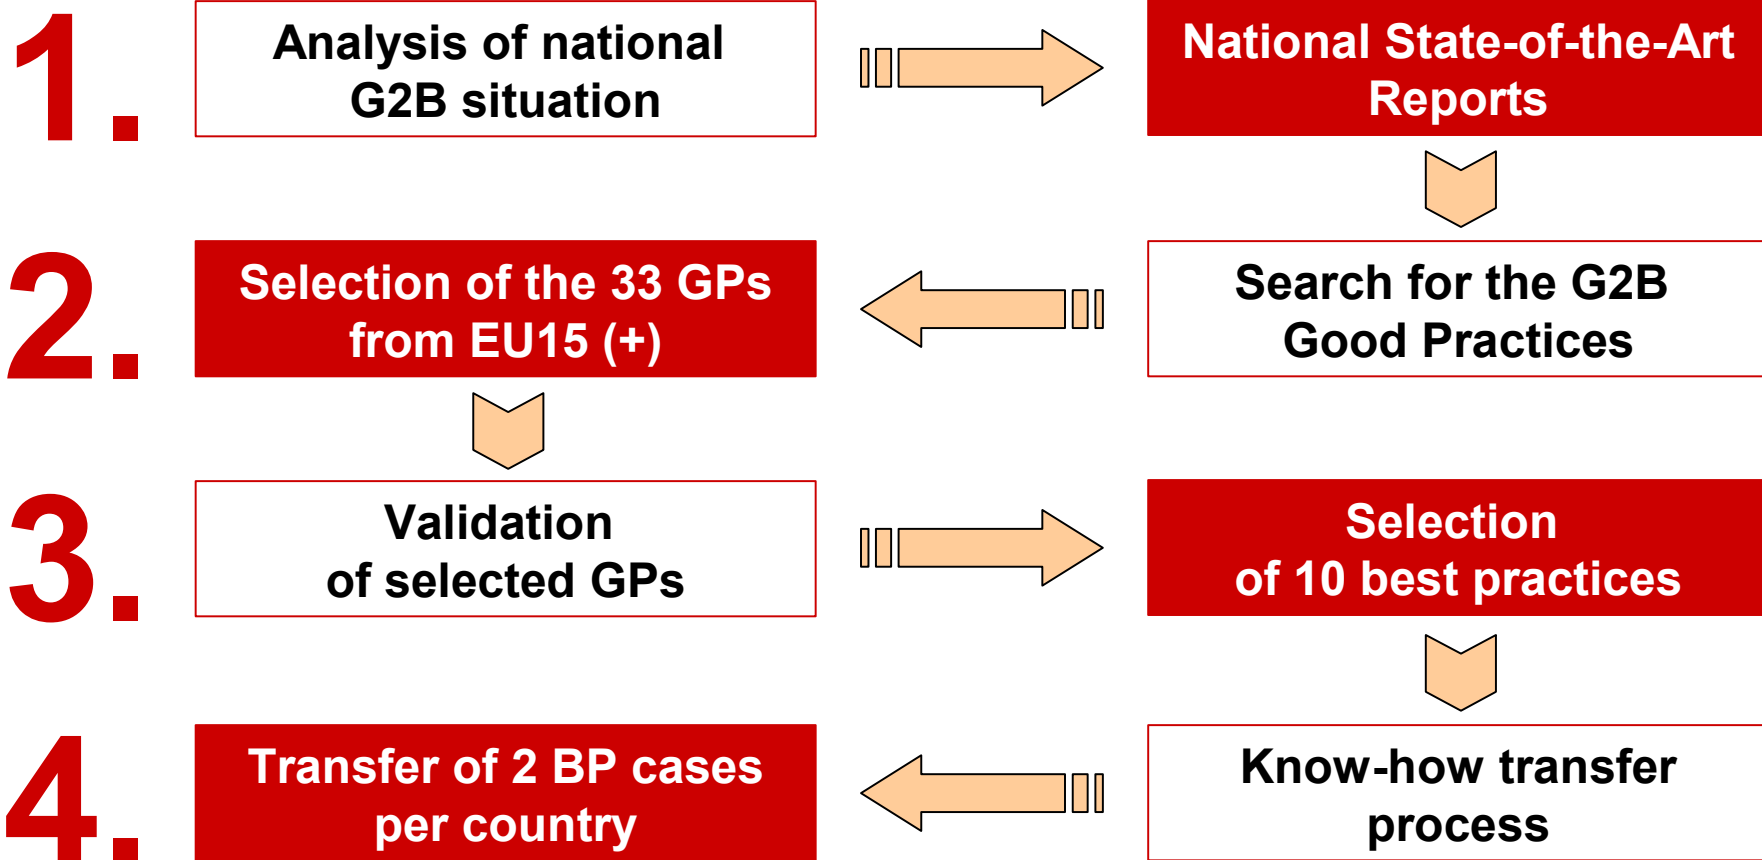 1.
Analysis of national
G2B situation
National State-of-the-Art
Reports
2.
Selection of the 33 GPs
from EU15 (+)
Search for the G2B
Good Practices
3.
Validation
of selected GPs
Selection
of 10 best practices
4.
Transfer of 2 BP cases
per country
Know-how transfer
process